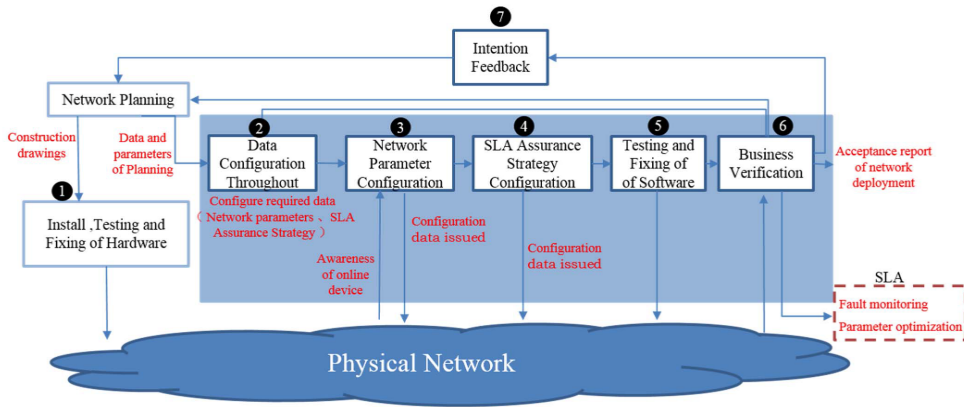 7
Intention
Feedback
Network Planning
Construction
drawings
Data and
parameters
of Planning
1
Install ,Testing and
Fixing of Hardware
2
Data
Configuration
Throughout
Configure required data
（Network parameters 、SLA
Assurance Strategy ）
3
Network
Parameter
Configuration
Awareness
of online
device
Configuration
data issued
4
SLA Assurance
Strategy
Configuration
Configuration
data issued
5
Testing and
Fixing of
of Software
6
Business
Verification
Acceptance report
of network
deployment
SLA
Fault monitoring
Parameter optimization
Physical Network